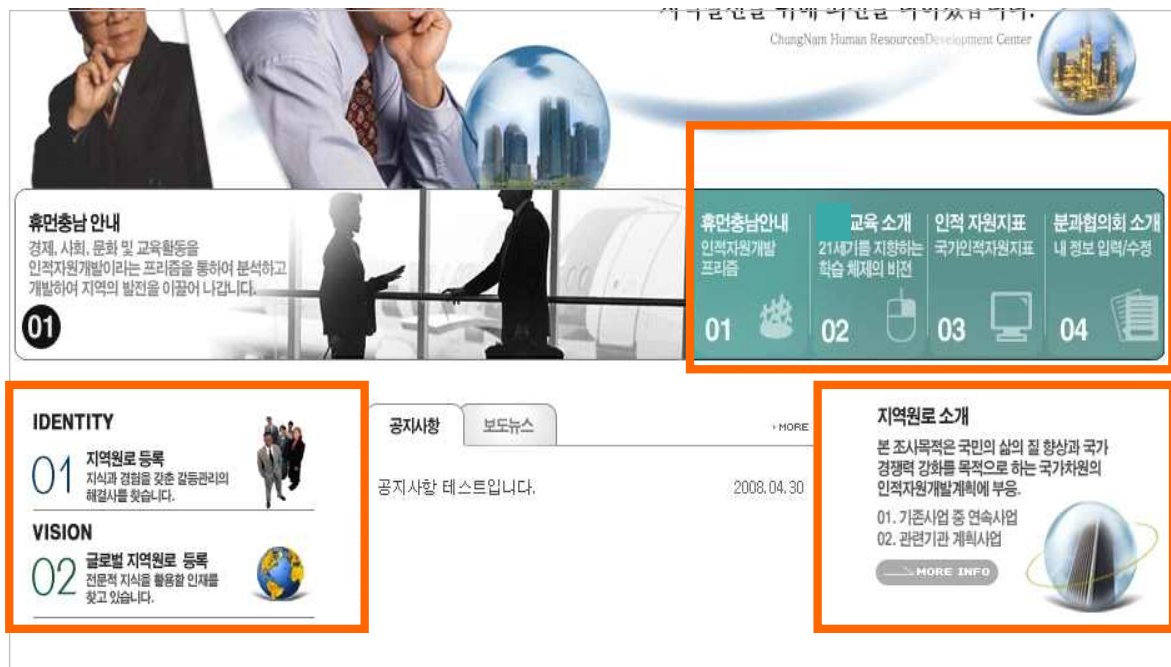 지역발전을 위해
ChungNam Human ResourcesDevelopment Center
휴먼충남 안내
경제, 사회, 문화 및 교육활동을
인적자원개발이라는 프리즘을 통하여 분석하고
개발하여 지역의 발전을 이끌어 나갑니다.
01
휴먼충남안내
인적자원개발
프리즘
01
교육 소개
21세기를 지향하는
학습 체제의 비전
02
인적 자원지표
국가인적자원지표
03
분과협의회 소개
내 정보 입력/수정
04
IDENTITY
01 지역원로 등록
지식과 경험을 갖춘 갈등관리의
해결사를 찾습니다.
VISION
02 글로벌 지역원로 등록
전문적 지식을 활용할 인재를
찾고 있습니다.
공지사항 보도뉴스 › MORE
공지사항 테스트입니다. 2008.04.30
지역원로 소개
본 조사목적은 국민의 삶의 질 향상과 국가
경쟁력 강화를 목적으로 하는 국가차원의
인적자원개발계획에 부응.
01. 기존사업 중 연속사업
02. 관련기관 계획사업
MORE INFO